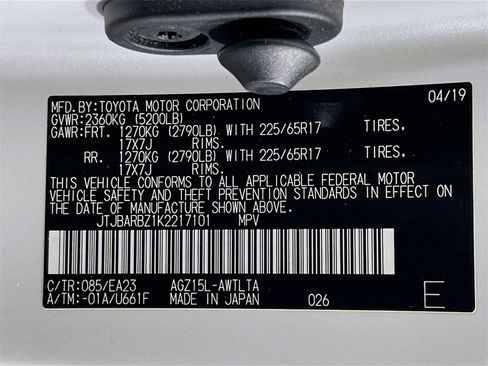 MFD.BY:TOYOTA MOTOR CORPORATION 04/19
GVWR:2360KG (5200LB)
GAWR:FRT. 1270KG (2790LB) WITH 225/65R17 TIRES,
17X7J RIMS.
RR. 1270KG (2790LB) WITH 225/65R17 TIRES,
17X7J RIMS.
THIS VEHICLE CONFORMS TO ALL APPLICABLE FEDERAL MOTOR
VEHICLE SAFETY AND THEFT PREVENTION STANDARDS IN EFFECT ON
THE DATE OF MANUFACTURE SHOWN ABOVE.
JTJBARBZ1K2217101 MPV
C/TR:085/EA23 AGZ15L-AWTLTA
A/TM:-01A/U661F MADE IN JAPAN 026 E